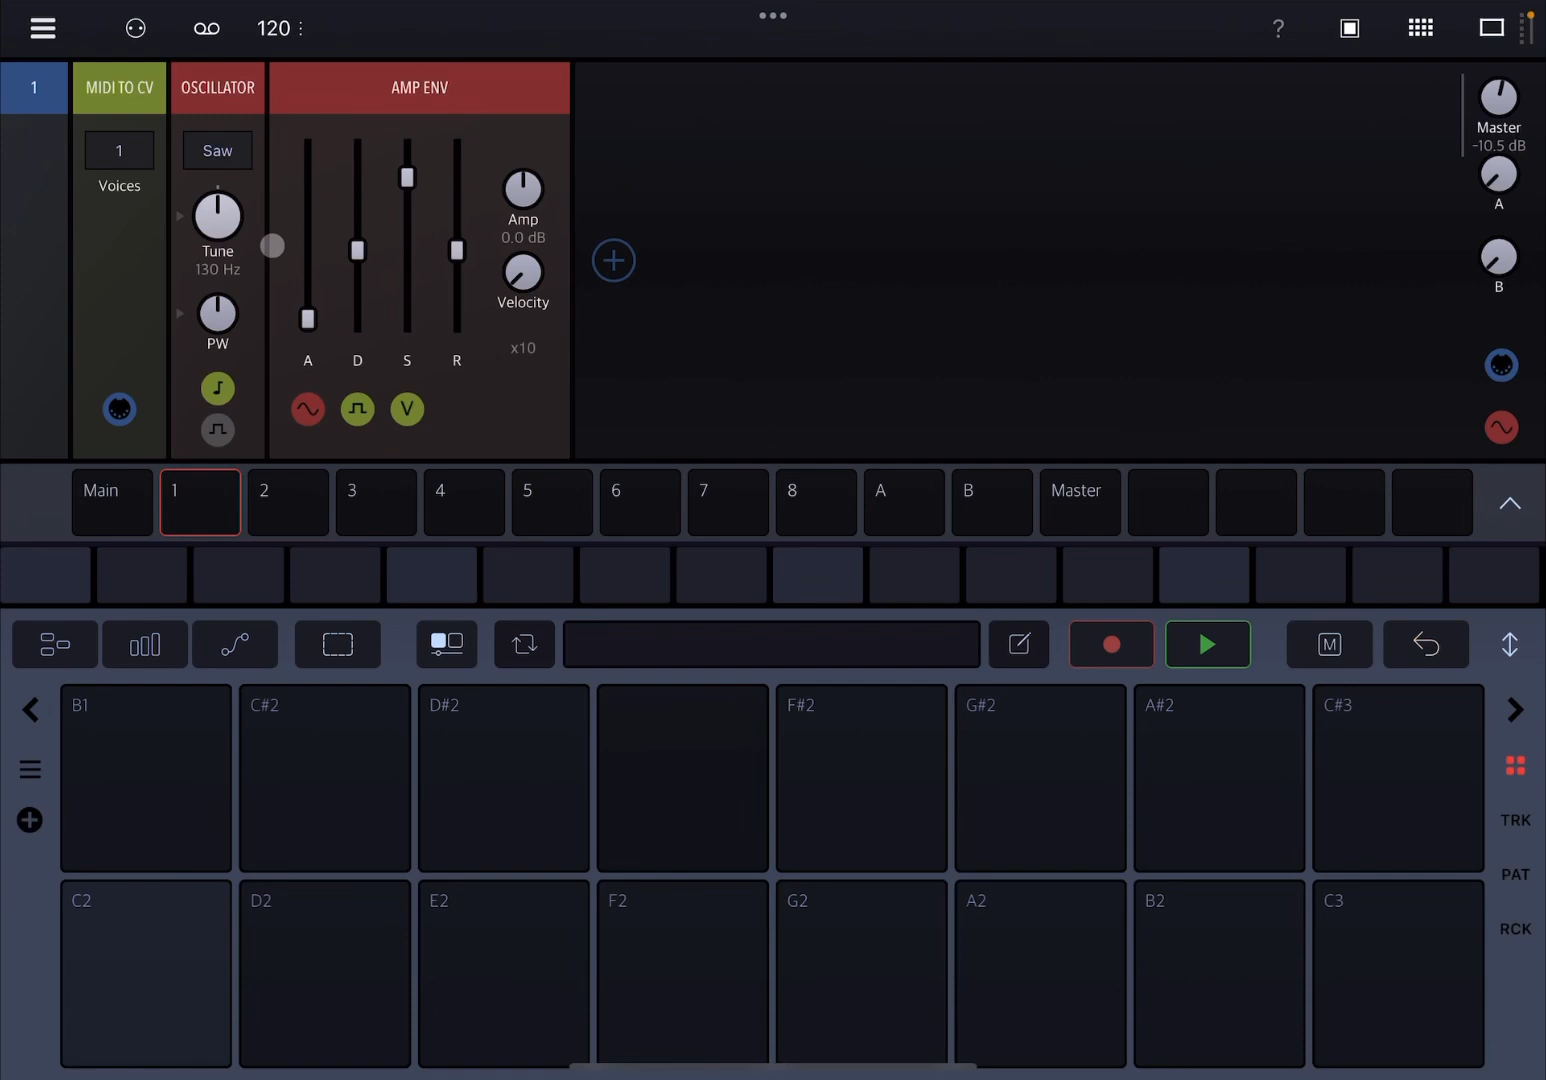 120
?
1
MIDI TO CV
OSCILLATOR
AMP ENV
1
Voices
Saw
Tune
130 Hz
PW
A
D
S
R
V
Amp
0.0 dB
Velocity
x10
Master
-10.5 dB
A
B
Main
1
2
3
4
5
6
7
8
A
B
Master
M
B1
C#2
D#2
F#2
G#2
A#2
C#3
TRK
PAT
RCK
C2
D2
E2
F2
G2
A2
B2
C3